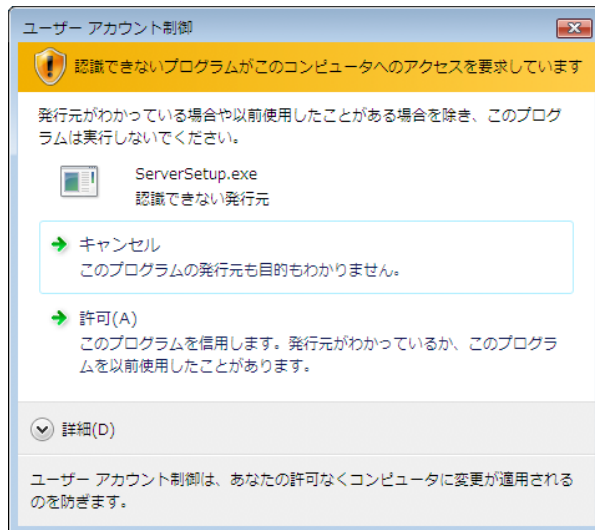 ユーザー アカウント制御
認識できないプログラムがこのコンピュータへのアクセスを要求しています
発行元がわかっている場合や以前使用したことがある場合を除き、このプログ
ラムは実行しないでください。
ServerSetup.exe
認識できない発行元
キャンセル
このプログラムの発行元も目的もわかりません。
許可(A)
このプログラムを信用します。発行元がわかっているか、このプログラ
ムを以前使用したことがあります。
詳細(D)
ユーザー アカウント制御は、あなたの許可なくコンピュータに変更が適用される
のを防ぎます。